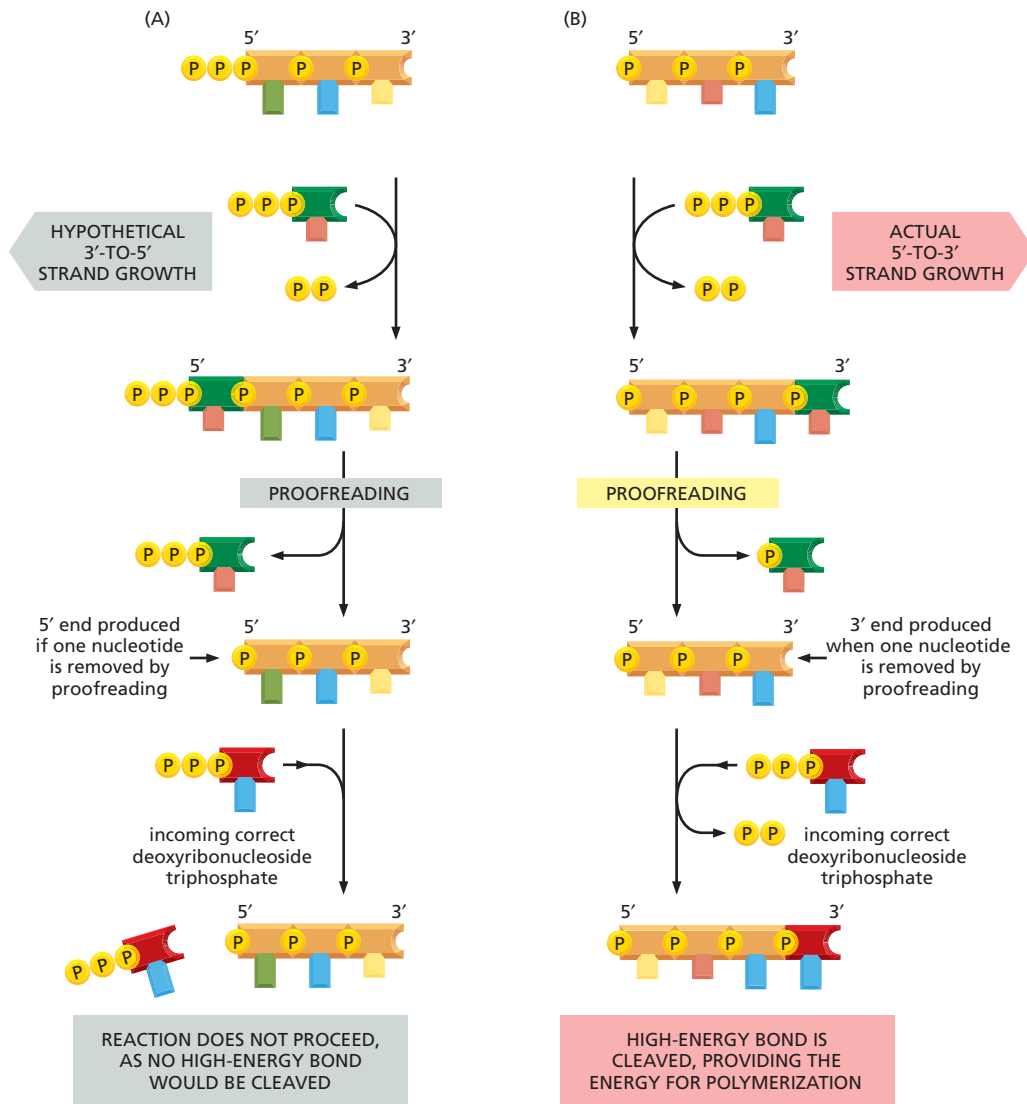 (A)
5′ 3′
P P P P P
P P P
HYPOTHETICAL
3′-TO-5′
STRAND GROWTH
P P
5′ 3′
P P P P P P
PROOFREADING
P P P
5′ end produced
if one nucleotide
is removed by
proofreading
5′ 3′
P P P
P P P
incoming correct
deoxyribonucleoside
triphosphate
5′ 3′
P P P
P P P
REACTION DOES NOT PROCEED,
AS NO HIGH-ENERGY BOND
WOULD BE CLEAVED
(B)
5′ 3′
P P P
P P P
ACTUAL
5′-TO-3′
STRAND GROWTH
P P
5′ 3′
P P P P
PROOFREADING
P
5′ 3′
P P P
3′ end produced
when one nucleotide
is removed by
proofreading
P P P
P P
incoming correct
deoxyribonucleoside
triphosphate
5′ 3′
P P P P
HIGH-ENERGY BOND IS
CLEAVED, PROVIDING THE
ENERGY FOR POLYMERIZATION